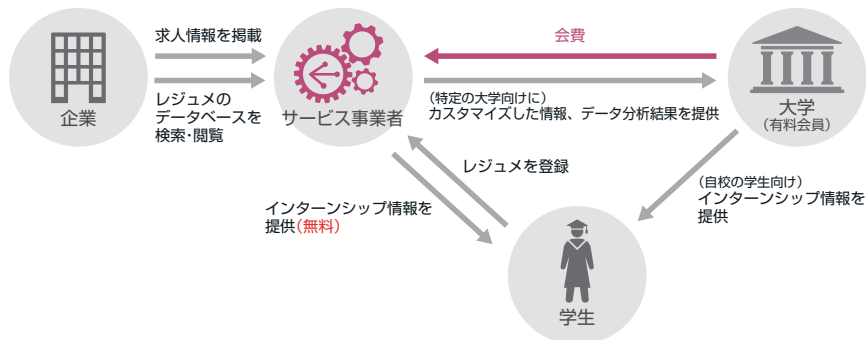 求人情報を掲載
レジュメの
データベースを
検索・閲覧
企業
サービス事業者
会費
(特定の大学向けに)
カスタマイズした情報、データ分析結果を提供
大学
(有料会員)
レジュメを登録
インターンシップ情報を
提供(無料)
(自校の学生向け)
インターンシップ情報を
提供
学生